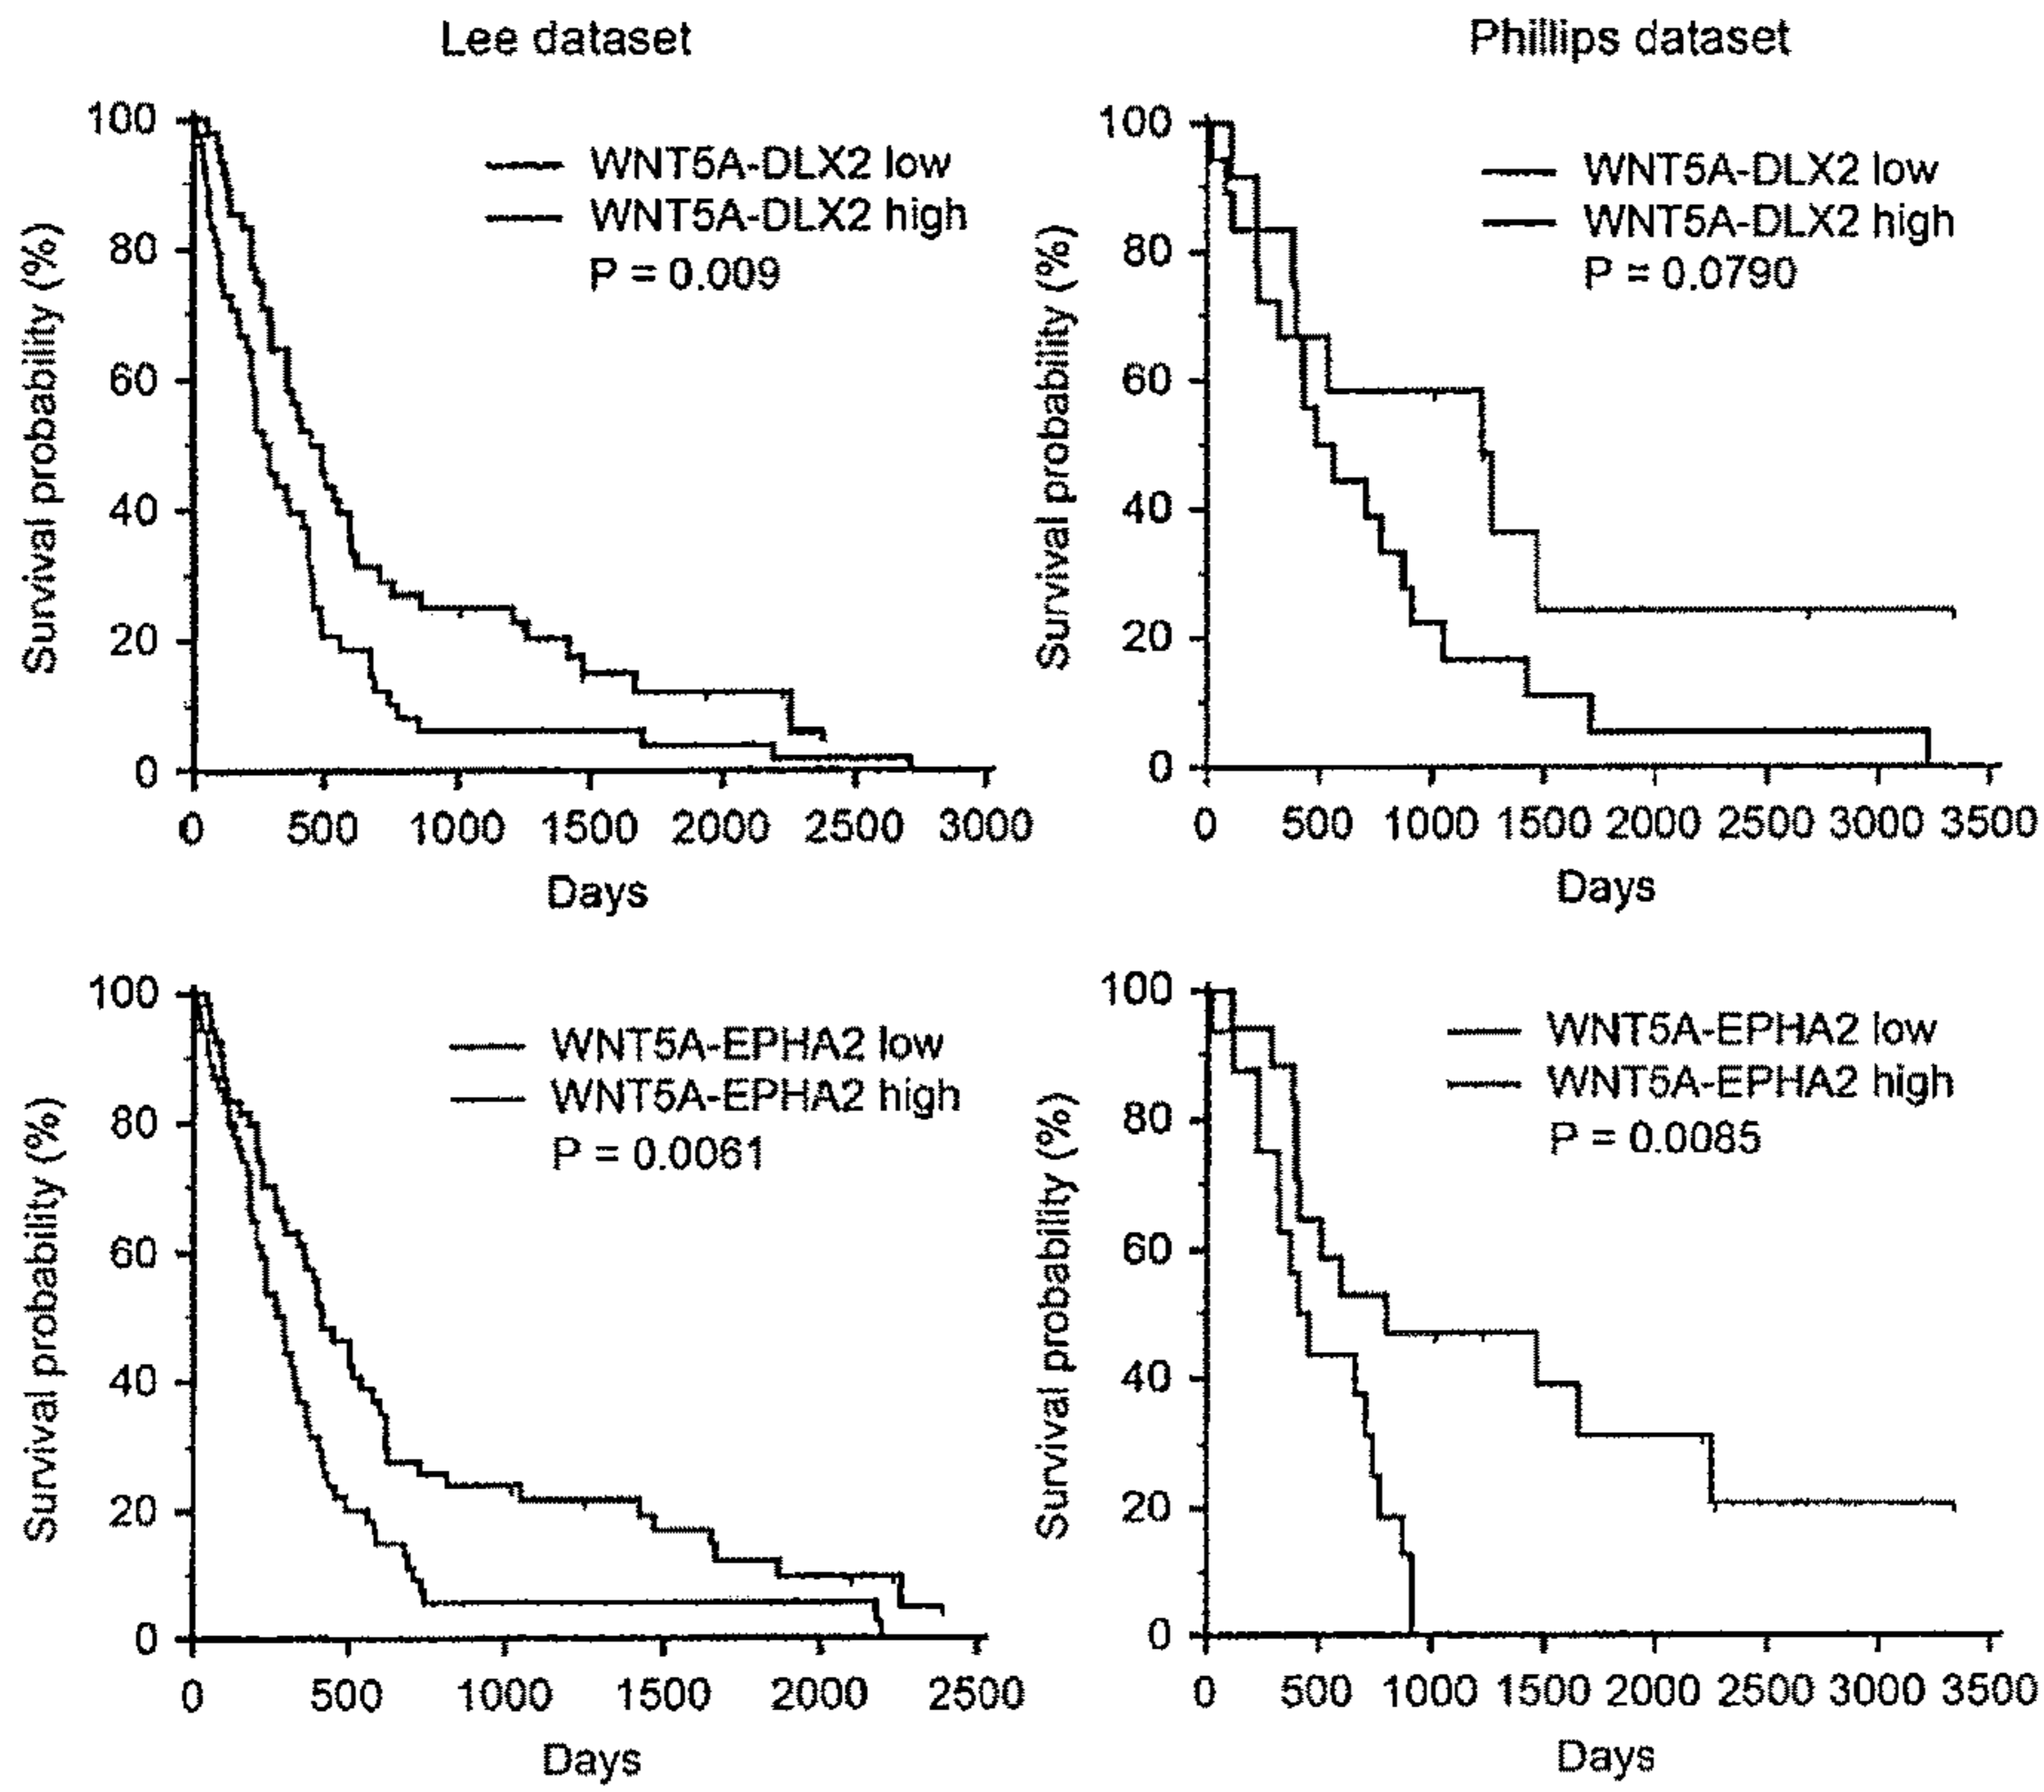 Lee dataset
Survival probability (%)
100
80
60
40
20
0
WNT5A-DLX2 low
WNT5A-DLX2 high
P = 0.009
0 500 1000 1500 2000 2500 3000
Days
Phillips dataset
Survival probability (%)
100
80
60
40
20
0
WNT5A-DLX2 low
WNT5A-DLX2 high
P = 0.0790
0 500 1000 1500 2000 2500 3000 3500
Days
Survival probability (%)
100
80
60
40
20
0
WNT5A-EPHA2 low
WNT5A-EPHA2 high
P = 0.0061
0 500 1000 1500 2000 2500
Days
Survival probability (%)
100
80
60
40
20
0
WNT5A-EPHA2 low
WNT5A-EPHA2 high
P = 0.0085
0 500 1000 1500 2000 2500 3000 3500
Days